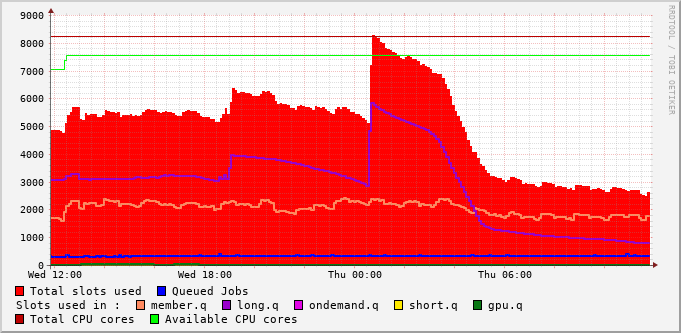 RRDTOOL / TOBI OETIKER
9000
8000
7000
6000
5000
4000
3000
2000
1000
0
Wed 12:00 Wed 18:00 Thu 00:00 Thu 06:00
Total slots used Queued Jobs
Slots used in : member.q long.q ondemand.q short.q gpu.q
Total CPU cores Available CPU cores